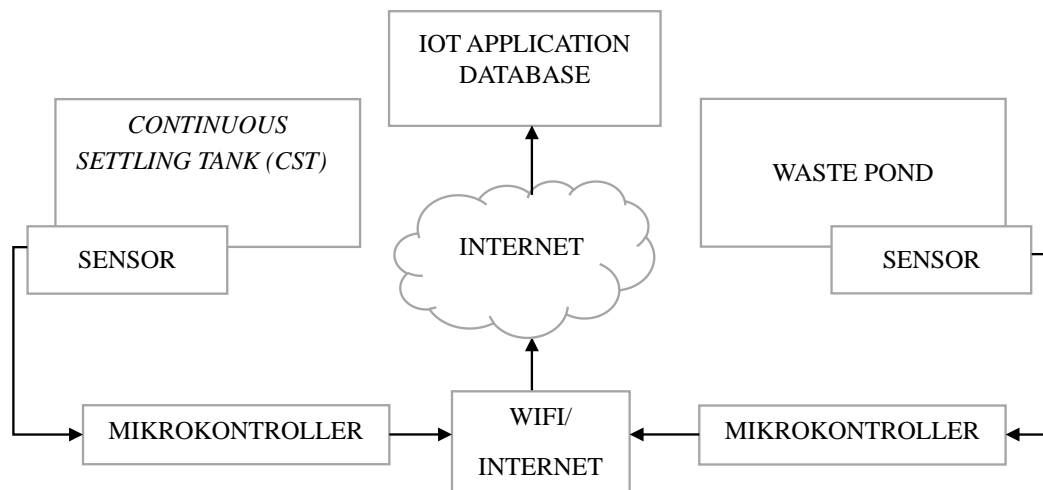 IOT APPLICATION
DATABASE
CONTINUOUS
SETTLING TANK (CST)
WASTE POND
INTERNET
SENSOR
SENSOR
MIKROKONTROLLER
WIFI/
INTERNET
MIKROKONTROLLER